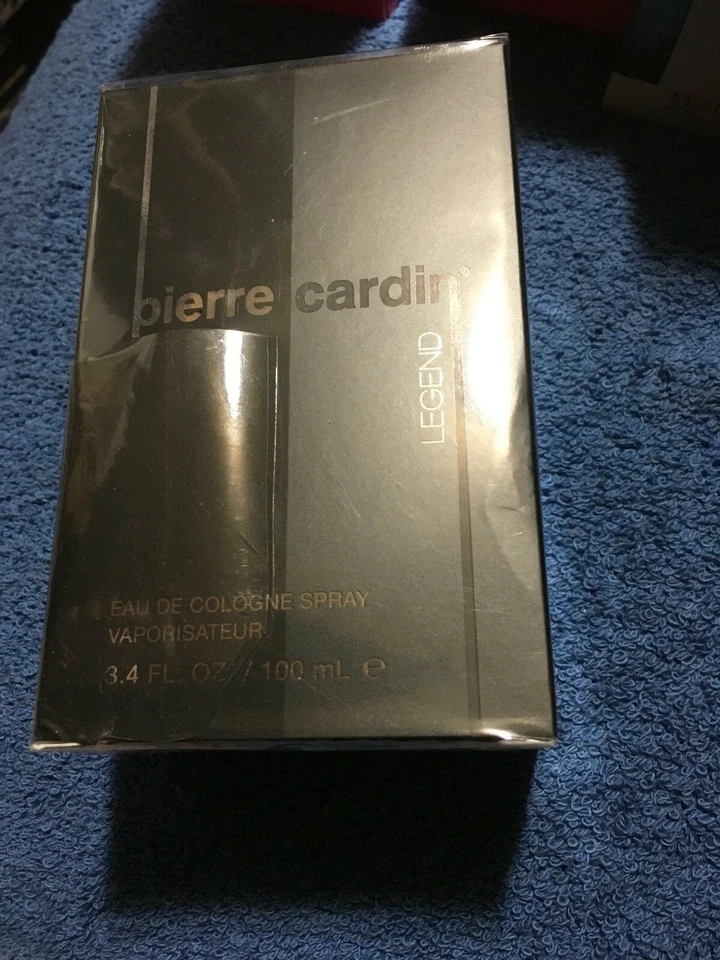 pierre cardin®
LEGEND
EAU DE COLOGNE SPRAY
VAPORISATEUR
3.4 FL. OZ. / 100 mL ℮